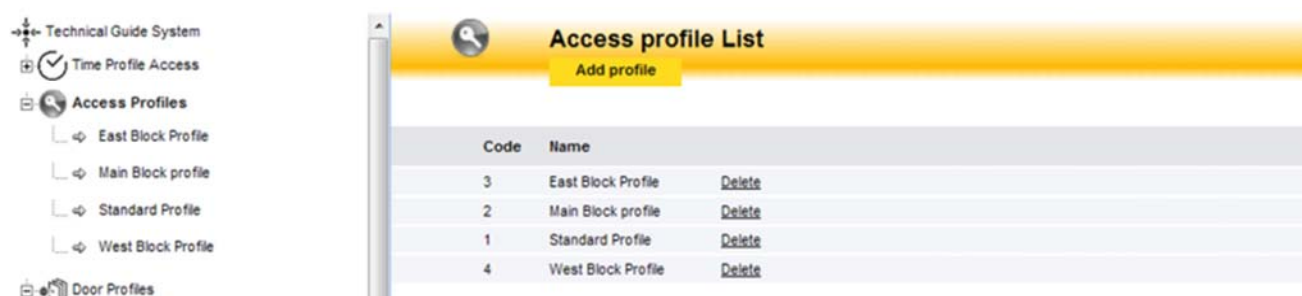 Technical Guide System
Time Profile Access
Access Profiles
East Block Profile
Main Block profile
Standard Profile
West Block Profile
Door Profiles
Access profile List
Add profile
Code Name
3 East Block Profile Delete
2 Main Block profile Delete
1 Standard Profile Delete
4 West Block Profile Delete